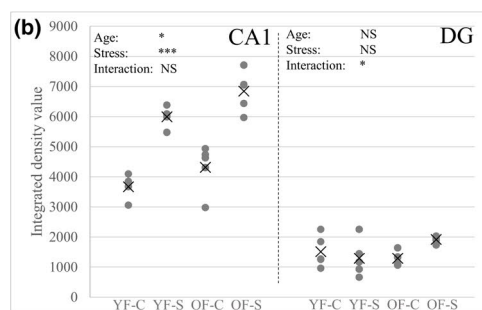 (b)
9000
8000
7000
6000
5000
4000
3000
2000
1000
0
Integrated density value
Age: *
Stress: ***
Interaction: NS
CA1
Age: NS
Stress: NS
Interaction: *
DG
YF-C YF-S OF-C OF-S
YF-C YF-S OF-C OF-S